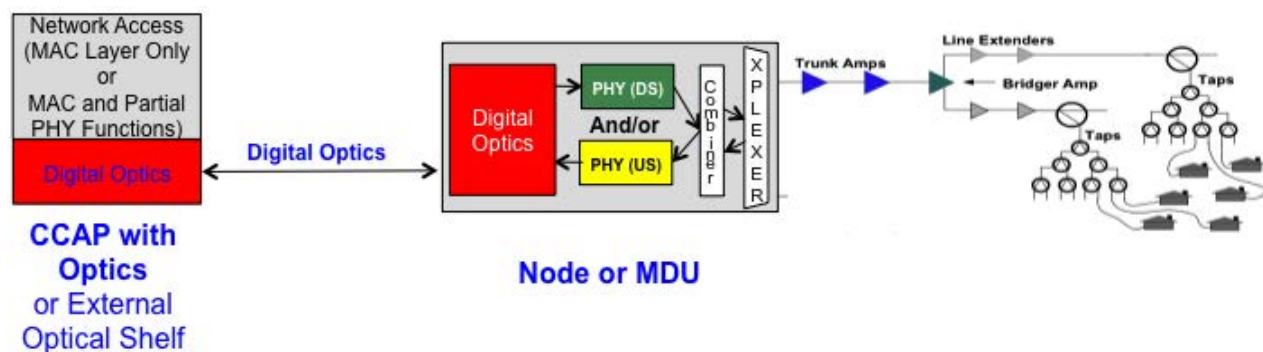 Network Access
(MAC Layer Only
or
MAC and Partial
PHY Functions)
Digital Optics
CCAP with
Optics
or External
Optical Shelf
Digital Optics
Digital
Optics
PHY (DS)
And/or
PHY (US)
Combiner
XPLEXER
Node or MDU
Trunk Amps
Line Extenders
Bridger Amp
Taps
Taps